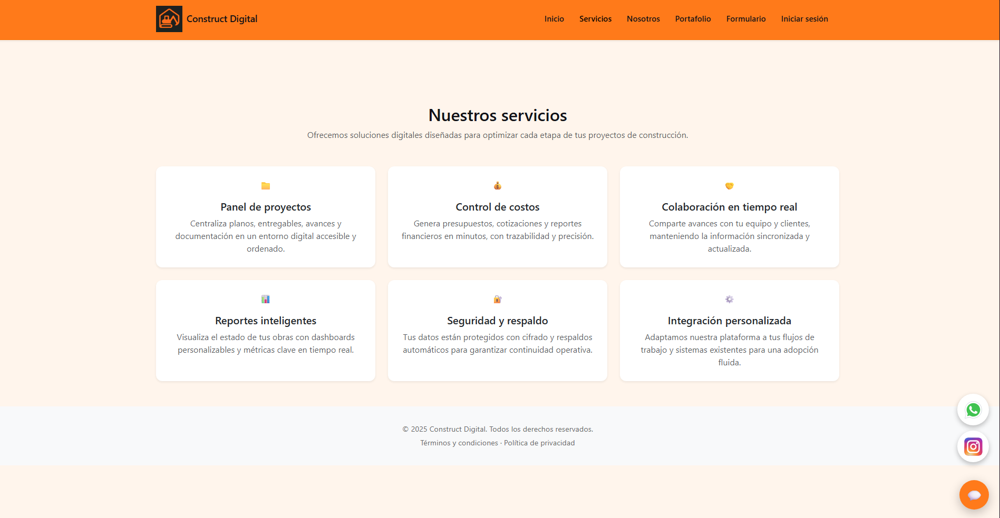 Construct Digital
Inicio
Servicios
Nosotros
Portafolio
Formulario
Iniciar sesión
Nuestros servicios
Ofrecemos soluciones digitales diseñadas para optimizar cada etapa de tus proyectos de construcción.
Panel de proyectos
Centraliza planos, entregables, avances y
documentación en un entorno digital accesible y
ordenado.
Control de costos
Genera presupuestos, cotizaciones y reportes
financieros en minutos, con trazabilidad y precisión.
Colaboración en tiempo real
Comparte avances con tu equipo y clientes,
manteniendo la información sincronizada y
actualizada.
Reportes inteligentes
Visualiza el estado de tus obras con dashboards
personalizables y métricas clave en tiempo real.
Seguridad y respaldo
Tus datos están protegidos con cifrado y respaldos
automáticos para garantizar continuidad operativa.
Integración personalizada
Adaptamos nuestra plataforma a tus flujos de
trabajo y sistemas existentes para una adopción
fluida.
© 2025 Construct Digital. Todos los derechos reservados.
Términos y condiciones · Política de privacidad